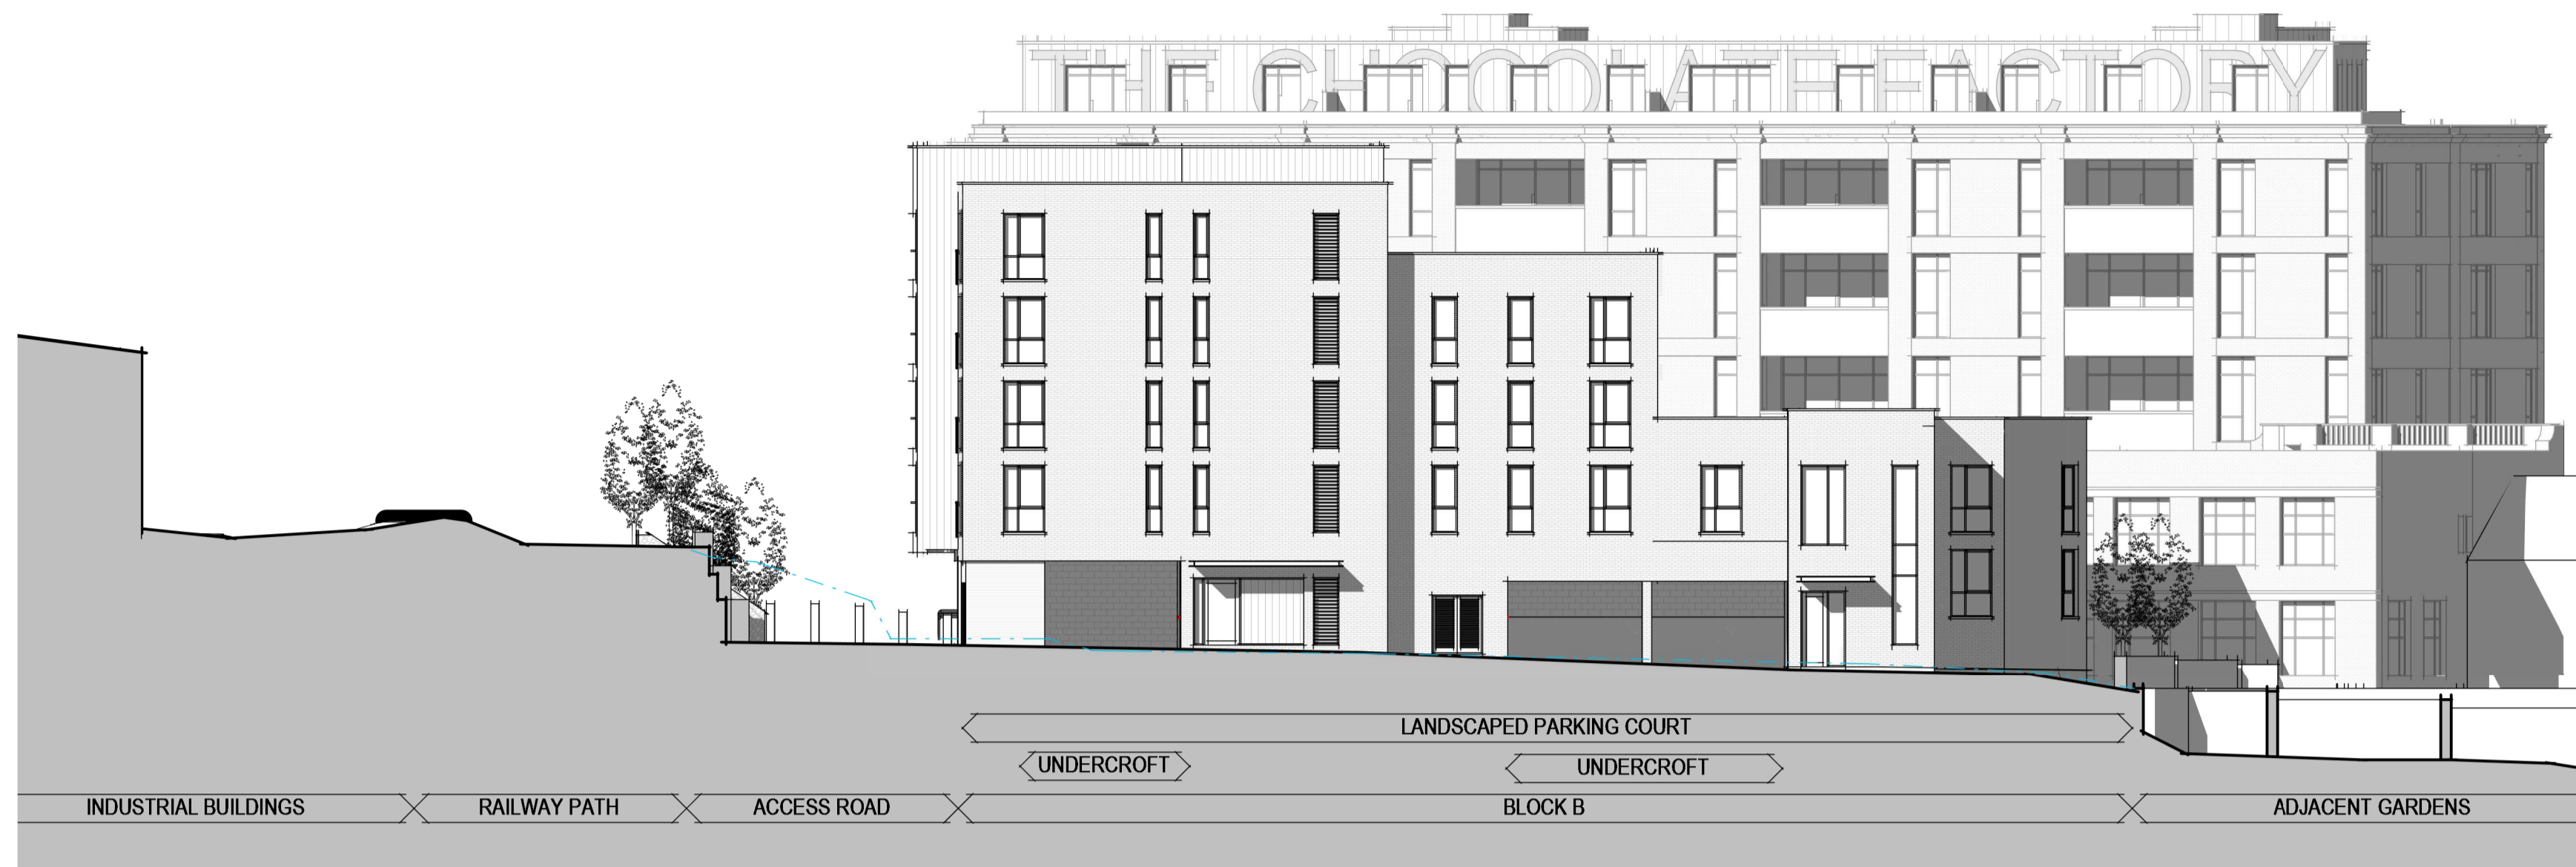 THE CHOCOLATE FACTORY
LANDSCAPED PARKING COURT
UNDERCROFT
UNDERCROFT
INDUSTRIAL BUILDINGS
RAILWAY PATH
ACCESS ROAD
BLOCK B
ADJACENT GARDENS